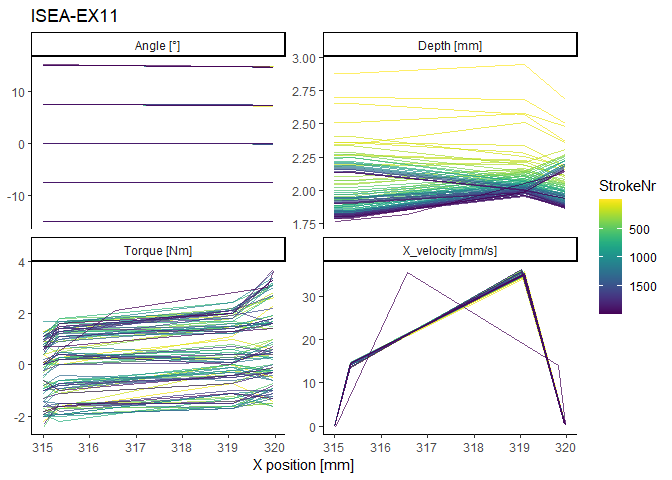 ISEA-EX11
Angle [°]
Depth [mm]
10
0
-10
3.00
2.75
2.50
2.25
2.00
1.75
StrokeNr
500
1000
1500
Torque [Nm]
X_velocity [mm/s]
4
2
0
-2
30
20
10
0
315 316 317 318 319 320
315 316 317 318 319 320
X position [mm]